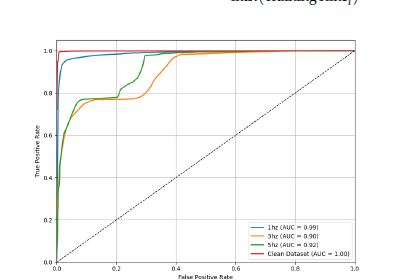 1.0
0.8
0.6
0.4
0.2
0.0
True Positive Rate
0.0 0.2 0.4 0.6 0.8 1.0
False Positive Rate
1hz (AUC = 0.99)
3hz (AUC = 0.90)
5hz (AUC = 0.92)
Clean Dataset (AUC = 1.00)